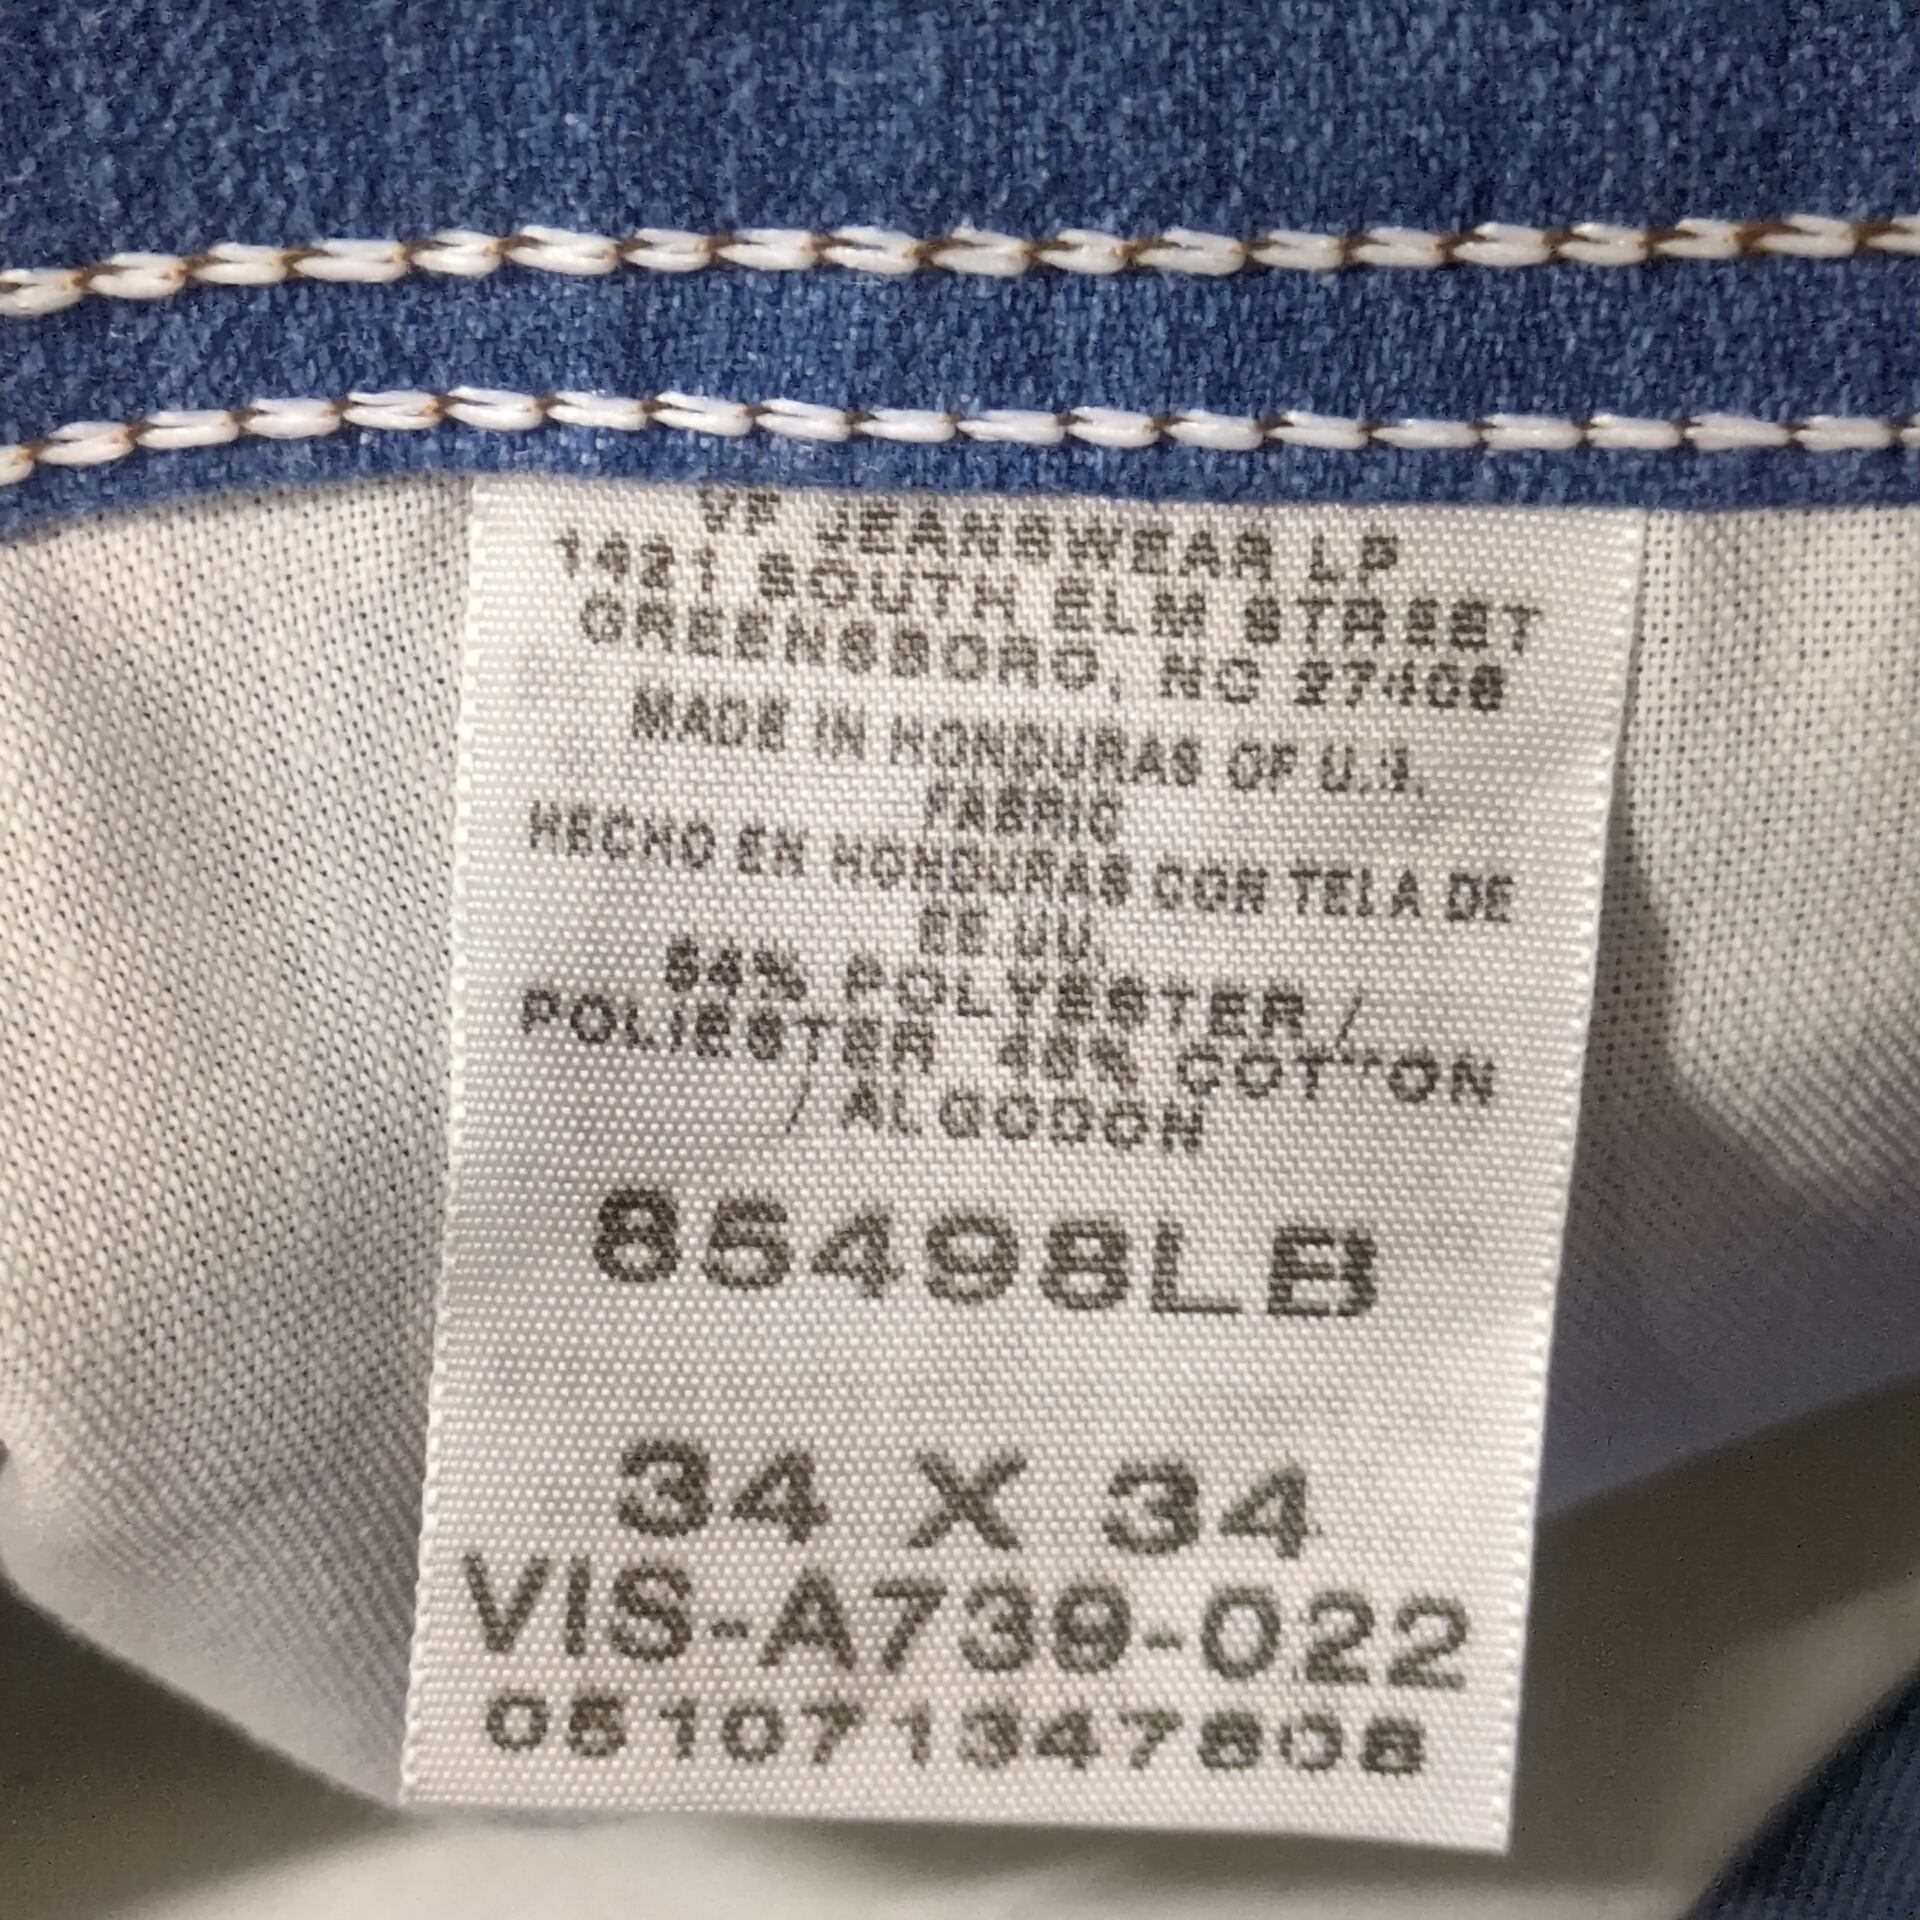 VF JEANSWEAR LP
1421 SOUTH ELM STREET
GREENSBORO, NC 27406
MADE IN HONDURAS OF U.S.
FABRIC
HECHO EN HONDURAS CON TELA DE
EE UU.
54% POLYESTER /
POLIESTER 46% COTTON
/ ALGODON
85498LB
34 X 34
VIS-A739-022
051071347808